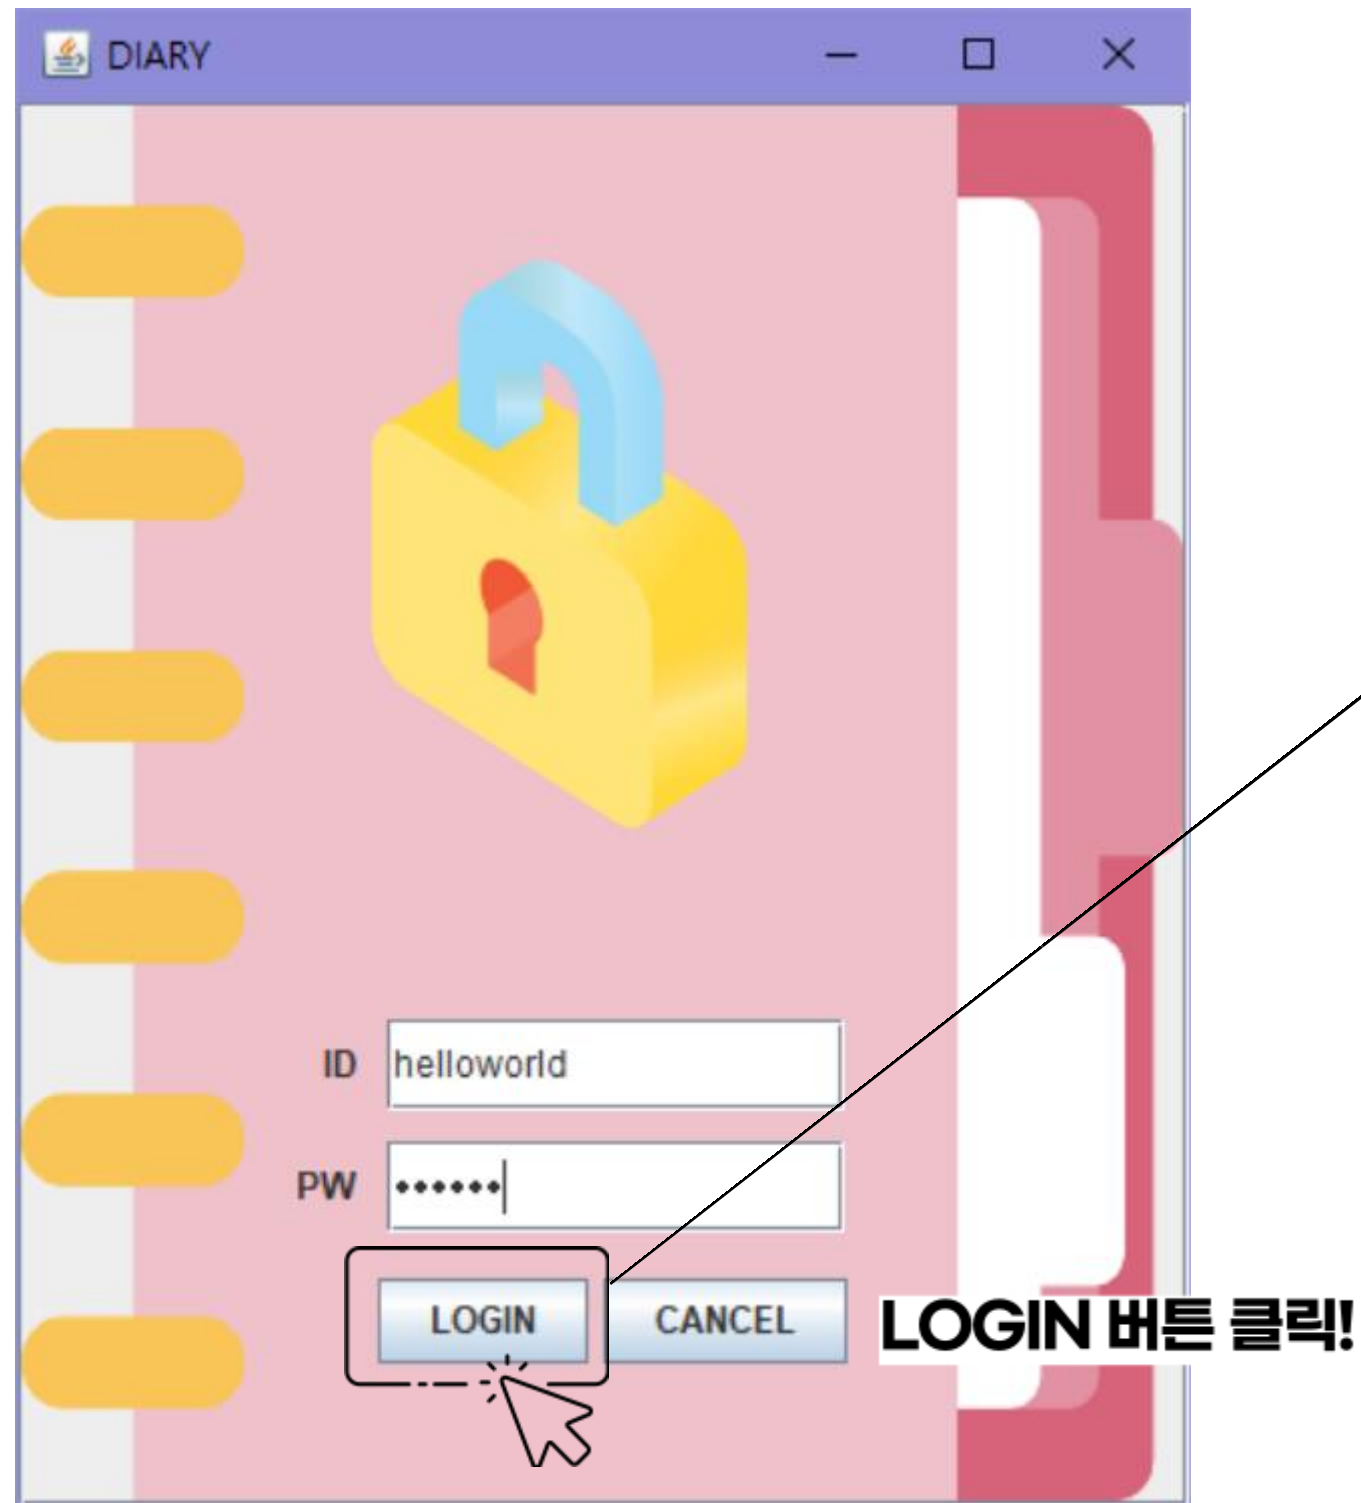 DIARY
ID helloworld
PW ••••••
LOGIN CANCEL
LOGIN 버튼 클릭!